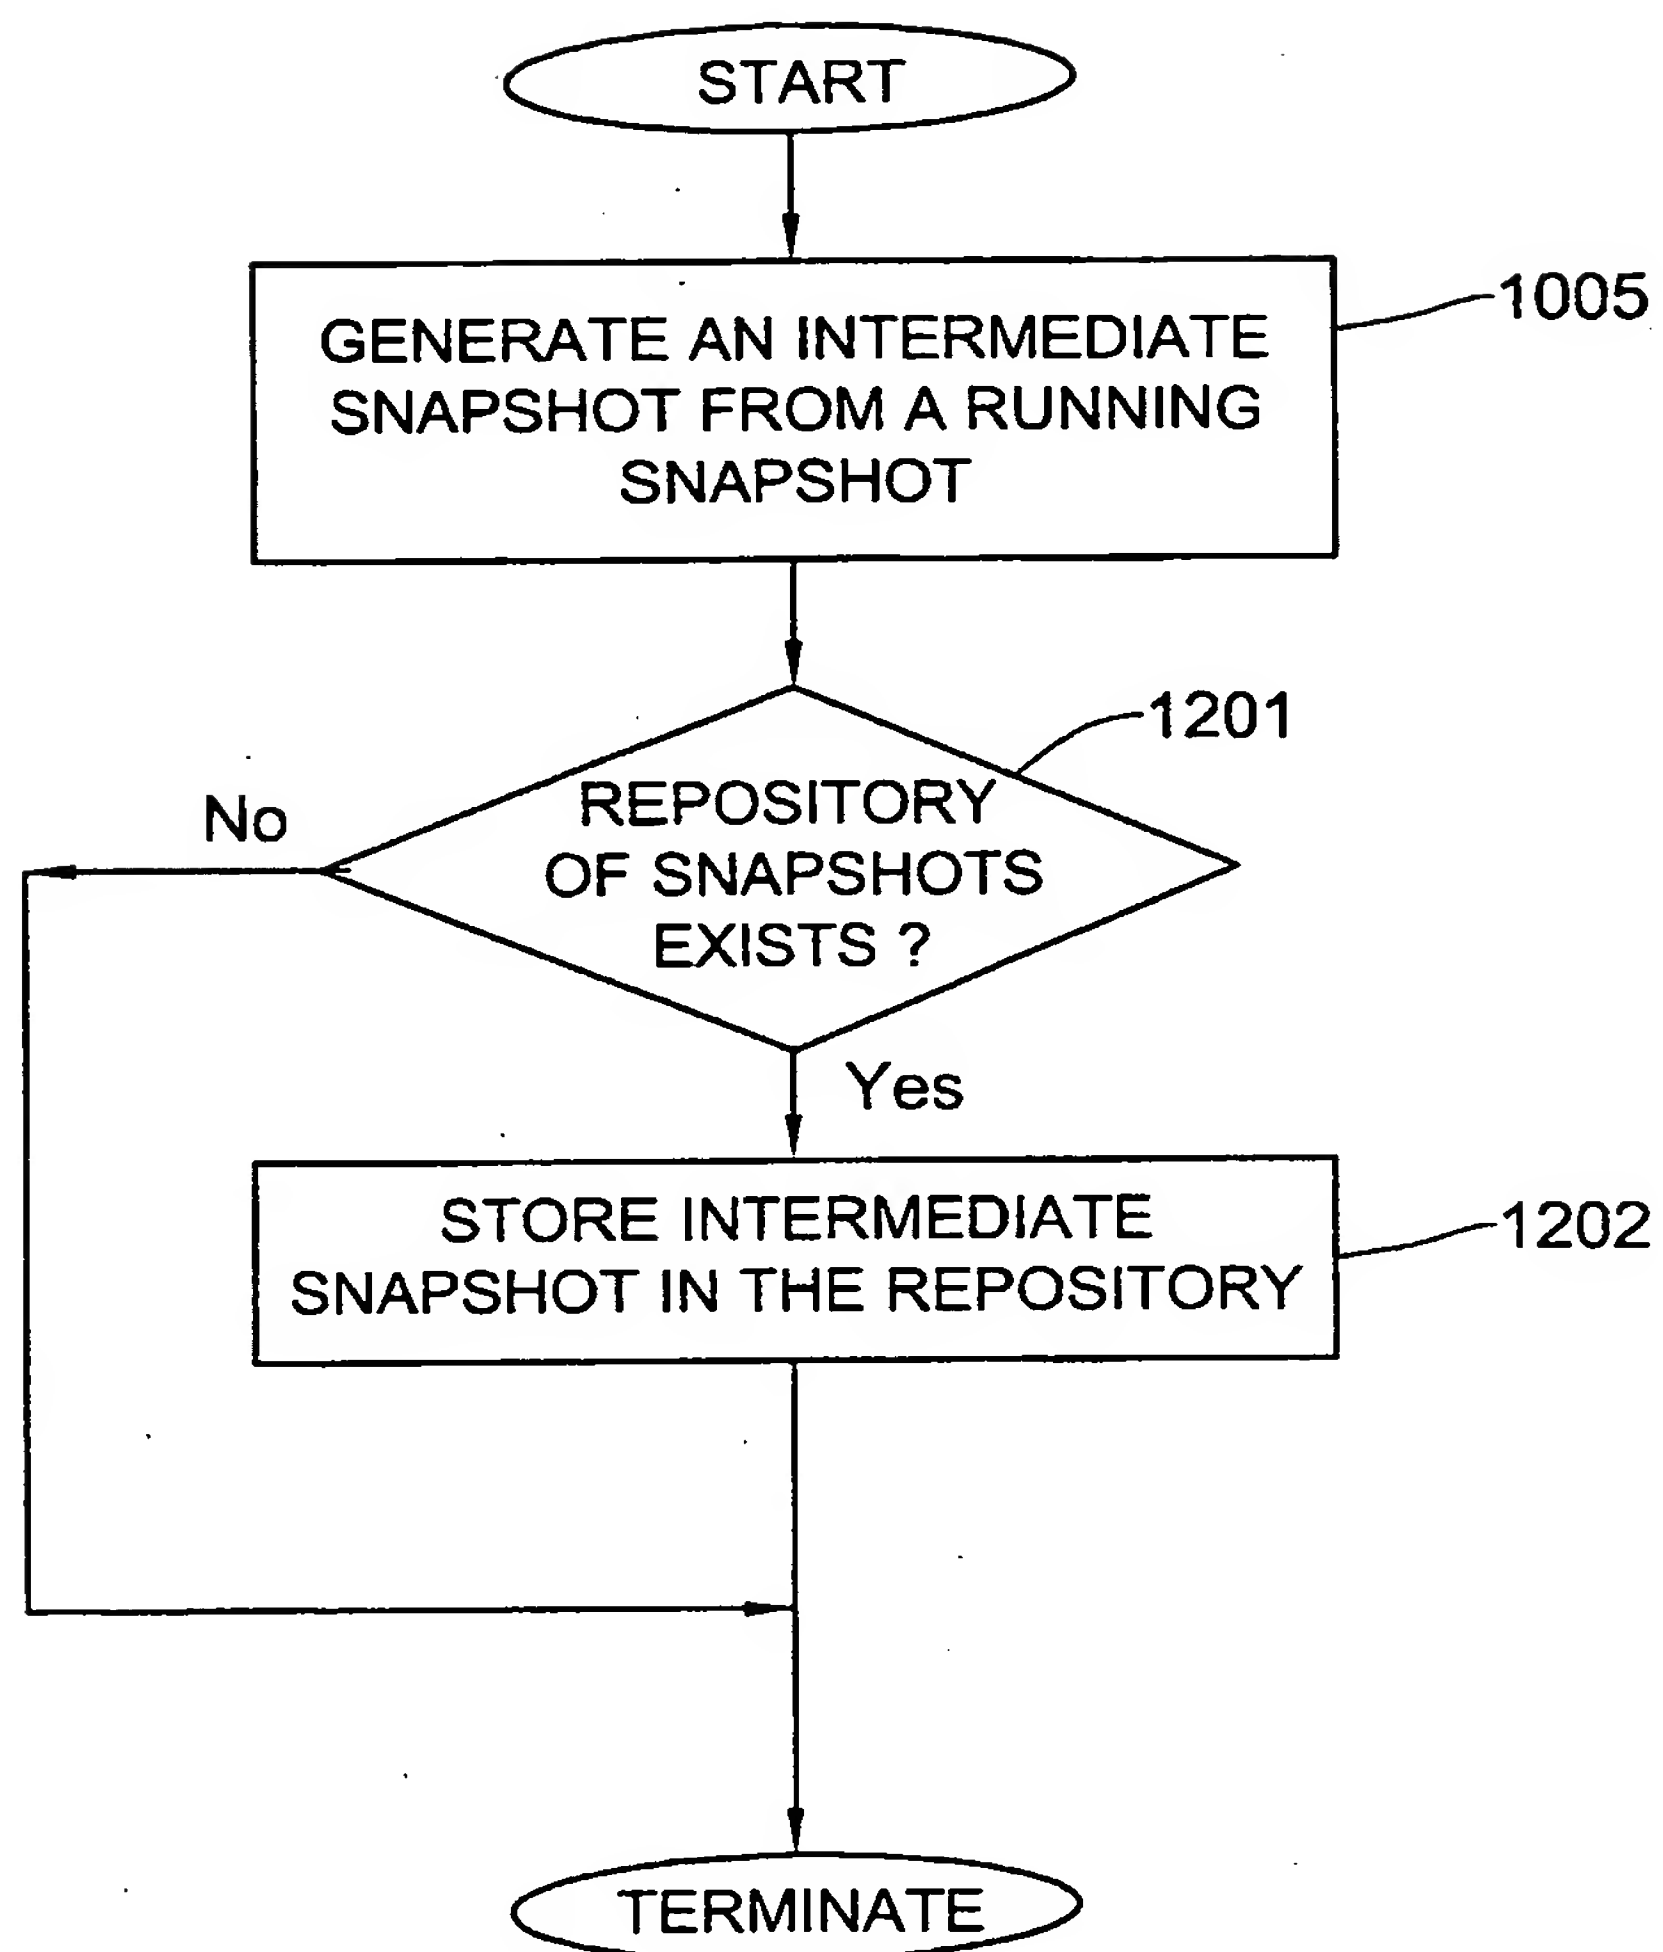 START
GENERATE AN INTERMEDIATE
SNAPSHOT FROM A RUNNING
SNAPSHOT
1005
1201
REPOSITORY
OF SNAPSHOTS
EXISTS ?
No
Yes
STORE INTERMEDIATE
SNAPSHOT IN THE REPOSITORY
1202
TERMINATE